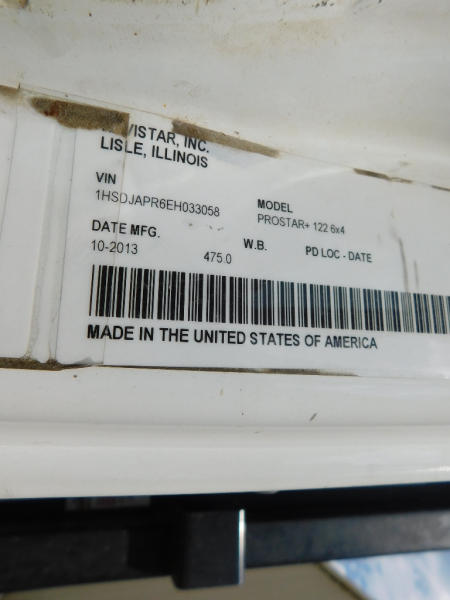 VISTAR, INC.
LISLE, ILLINOIS
VIN
1HSDJAPR6EH033058
MODEL
PROSTAR+ 122 6x4
DATE MFG.
10-2013
475.0
W.B.
PD LOC - DATE
MADE IN THE UNITED STATES OF AMERICA